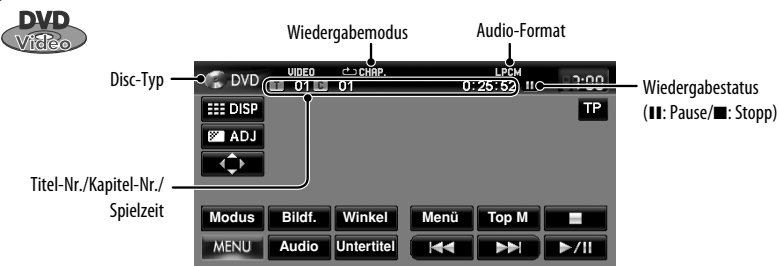 DVD
Video
Wiedergabemodus
Audio-Format
Disc-Typ
DVD
VIDEO
CHAP.
LPCM
T 01 C 01
0:25:52
Wiedergabestatus
(⏸: Pause/■: Stopp)
DISP
TP
ADJ
Titel-Nr./Kapitel-Nr./
Spielzeit
Modus
Bildf.
Winkel
Menü
Top M
MENU
Audio
Untertitel